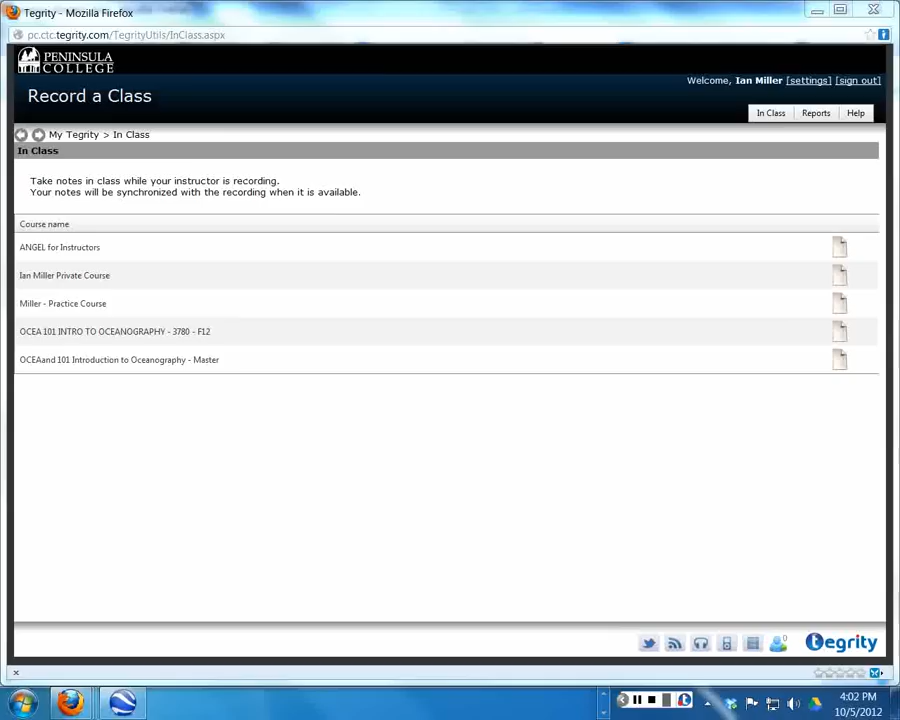 Tegrity - Mozilla Firefox
pc.ctc.tegrity.com/TegrityUtils/InClass.aspx
PENINSULA
COLLEGE
Welcome, Ian Miller [settings] [sign out]
Record a Class
In Class Reports Help
My Tegrity > In Class
In Class
Take notes in class while your instructor is recording.
Your notes will be synchronized with the recording when it is available.
Course name
ANGEL for Instructors
Ian Miller Private Course
Miller - Practice Course
OCEA 101 INTRO TO OCEANOGRAPHY - 3780 - F12
OCEAand 101 Introduction to Oceanography - Master
0
tegrity
4:02 PM
10/5/2012